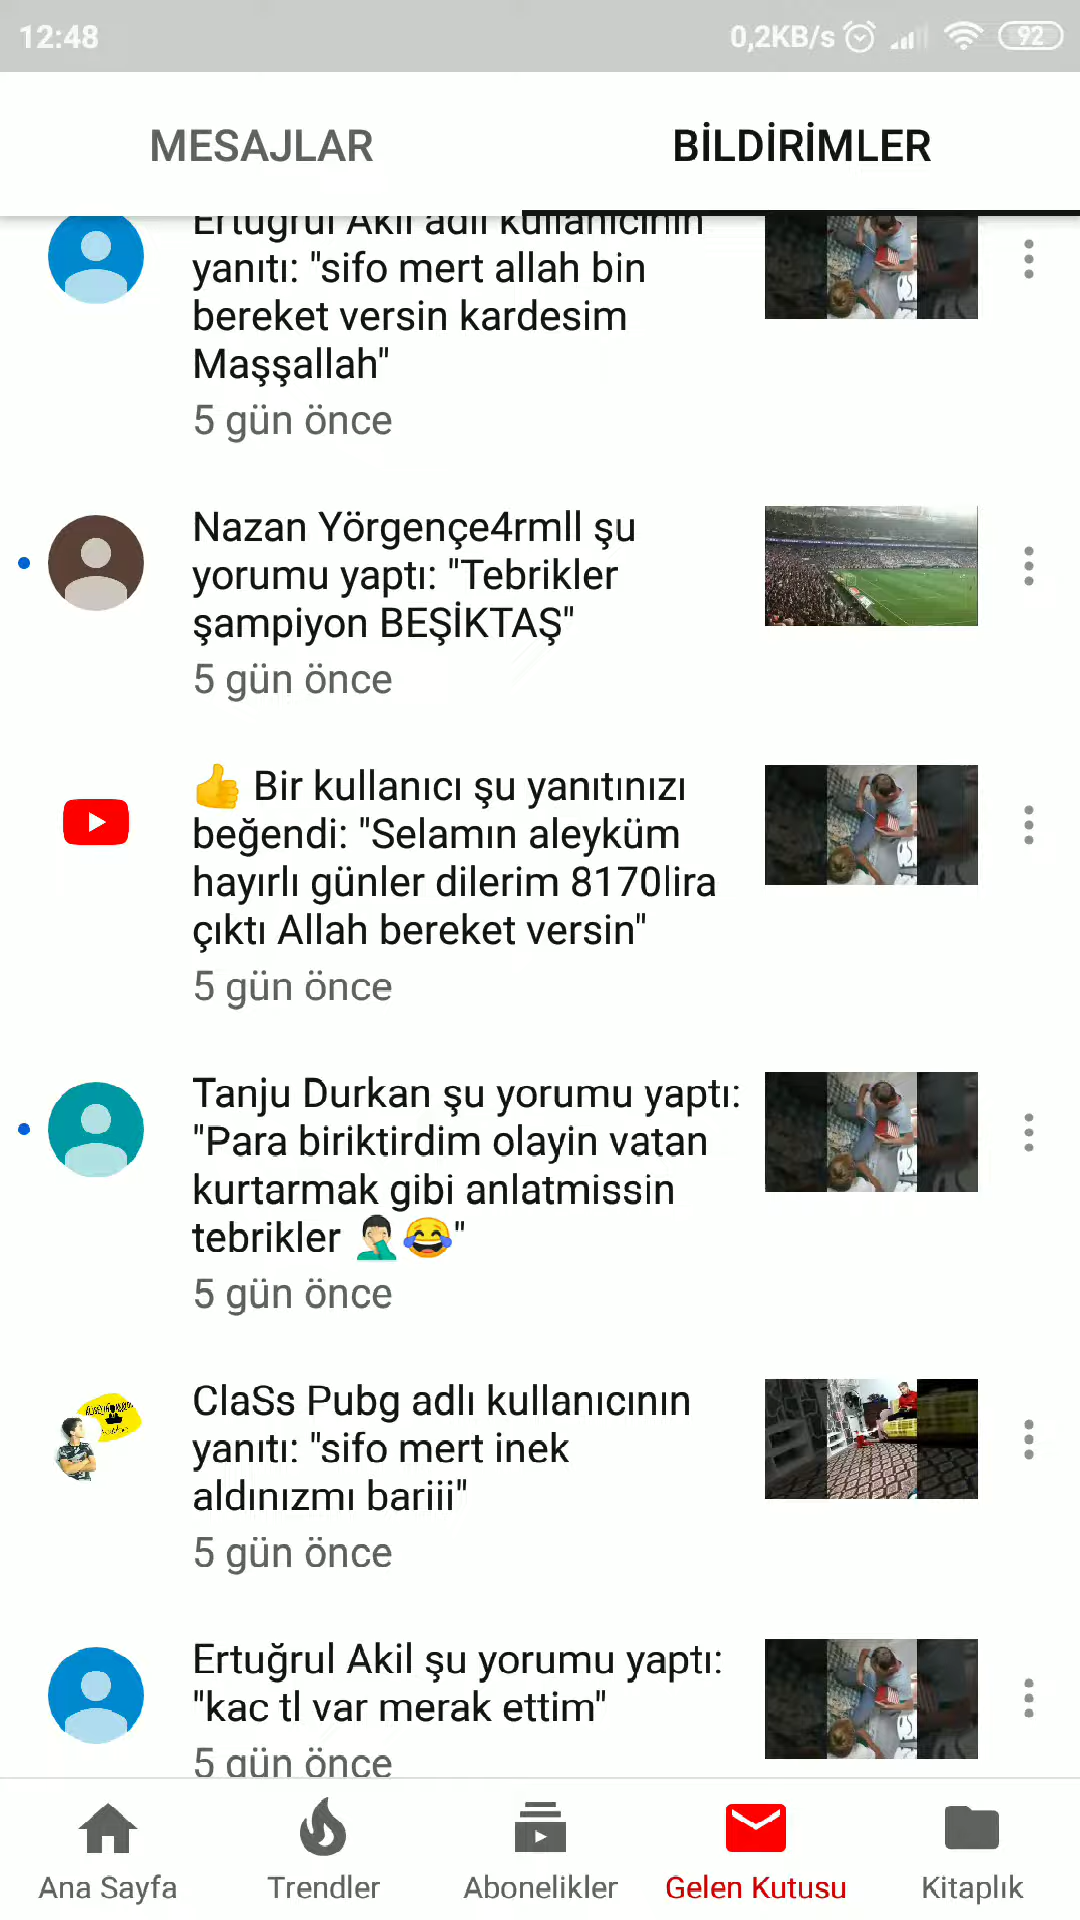 12:48
0,2KB/s
92
MESAJLAR
BİLDİRİMLER
Ertuğrul Akil adlı kullanıcının
yanıtı: "sifo mert allah bin
bereket versin kardesim
Maşşallah"
5 gün önce
Nazan Yörgençe4rmll şu
yorumu yaptı: "Tebrikler
şampiyon BEŞİKTAŞ"
5 gün önce
👍 Bir kullanıcı şu yanıtınızı
beğendi: "Selamın aleyküm
hayırlı günler dilerim 8170lira
çıktı Allah bereket versin"
5 gün önce
Tanju Durkan şu yorumu yaptı:
"Para biriktirdim olayin vatan
kurtarmak gibi anlatmissin
tebrikler 🤦🏻‍♂️😂"
5 gün önce
ClaSs Pubg adlı kullanıcının
yanıtı: "sifo mert inek
aldınızmı bariii"
5 gün önce
Ertuğrul Akil şu yorumu yaptı:
"kac tl var merak ettim"
5 gün önce
Ana Sayfa
Trendler
Abonelikler
Gelen Kutusu
Kitaplık